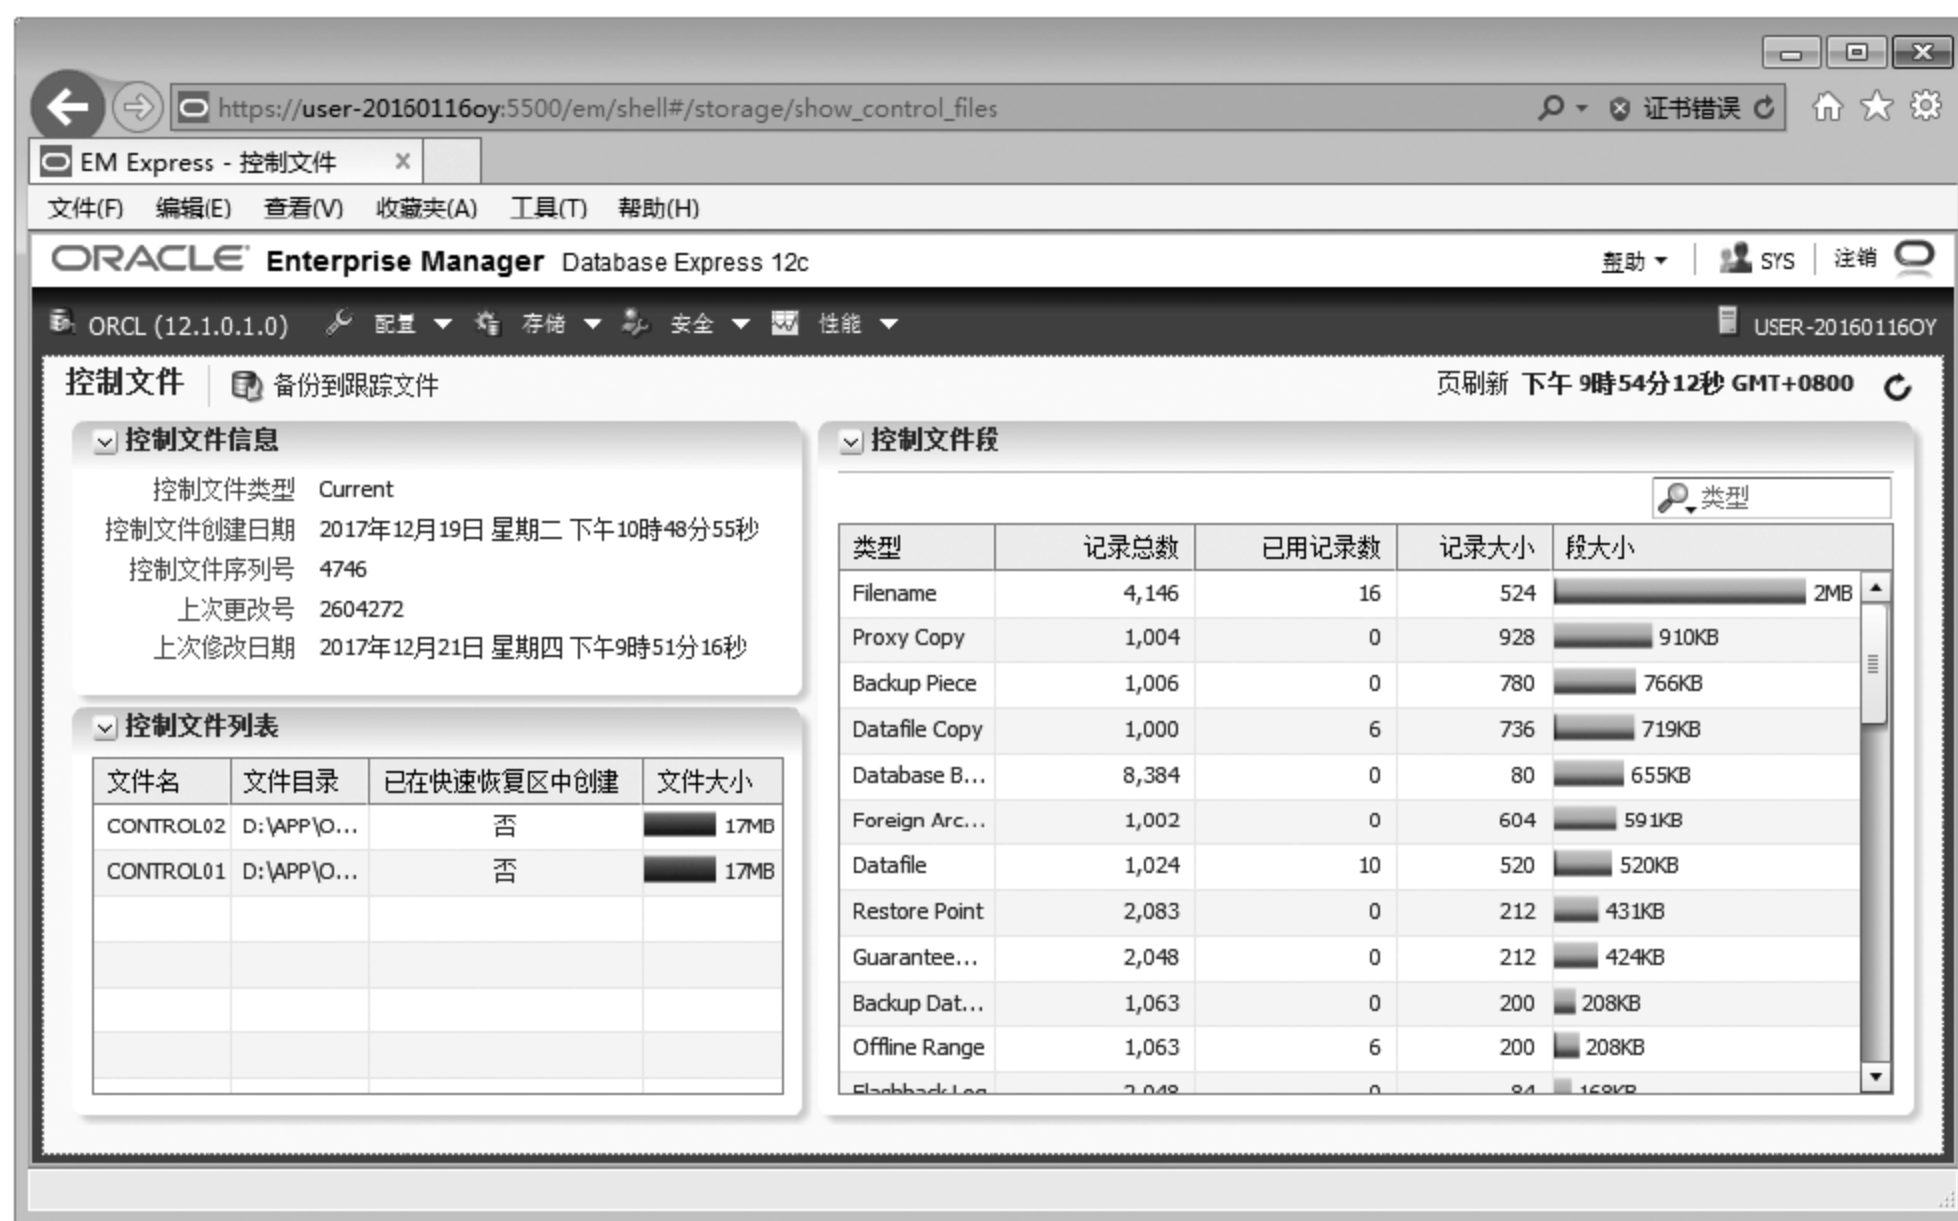 https://user-20160116oy:5500/em/shell#/storage/show_control_files 证书错误
EM Express - 控制文件
文件(F) 编辑(E) 查看(V) 收藏夹(A) 工具(T) 帮助(H)
ORACLE Enterprise Manager Database Express 12c 帮助 SYS 注销
ORCL (12.1.0.1.0) 配置 存储 安全 性能 USER-20160116OY
控制文件 备份到跟踪文件 页刷新 下午 9時54分12秒 GMT+0800
控制文件信息
控制文件类型 Current
控制文件创建日期 2017年12月19日 星期二 下午10時48分55秒
控制文件序列号 4746
上次更改号 2604272
上次修改日期 2017年12月21日 星期四 下午9時51分16秒
控制文件列表
文件名 文件目录 已在快速恢复区中创建 文件大小
CONTROL02 D:\APP\O... 否 17MB
CONTROL01 D:\APP\O... 否 17MB
控制文件段
类型
类型 记录总数 已用记录数 记录大小 段大小
Filename 4,146 16 524 2MB
Proxy Copy 1,004 0 928 910KB
Backup Piece 1,006 0 780 766KB
Datafile Copy 1,000 6 736 719KB
Database B... 8,384 0 80 655KB
Foreign Arc... 1,002 0 604 591KB
Datafile 1,024 10 520 520KB
Restore Point 2,083 0 212 431KB
Guarantee... 2,048 0 212 424KB
Backup Dat... 1,063 0 200 208KB
Offline Range 1,063 6 200 208KB
Flashback Log 2,048 0 84 168KB